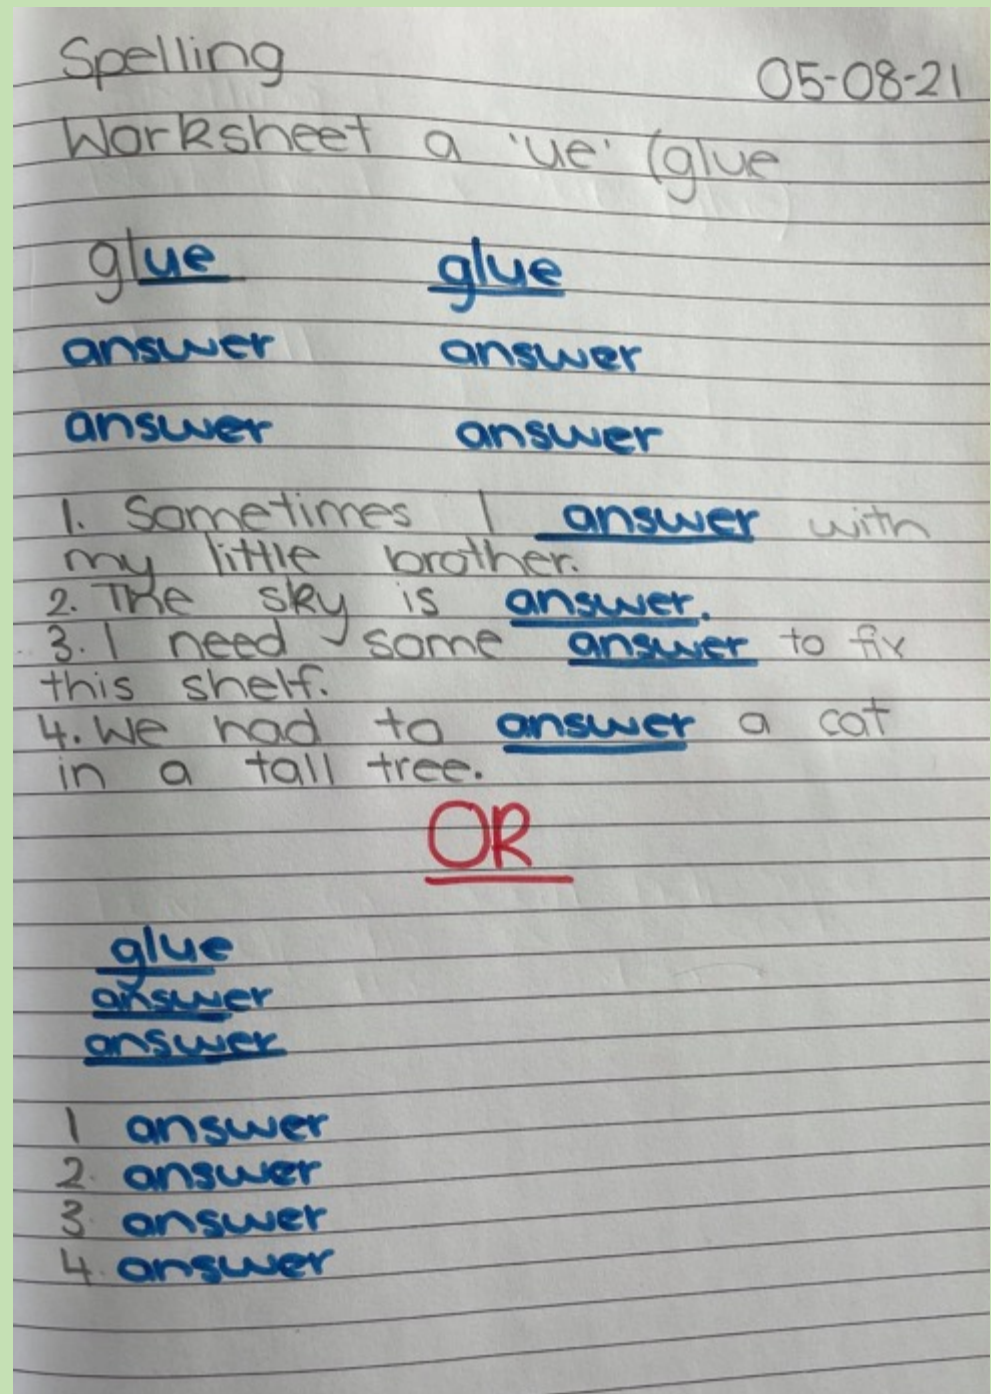 Spelling 05-08-21
Worksheet a 'ue' (glue
glue glue
answer answer
answer answer
1. Sometimes I answer with
my little brother.
2. The sky is answer.
3. I need some answer to fix
this shelf.
4. We had to answer a cat
in a tall tree.
OR
glue
answer
answer
1 answer
2. answer
3. answer
4. answer